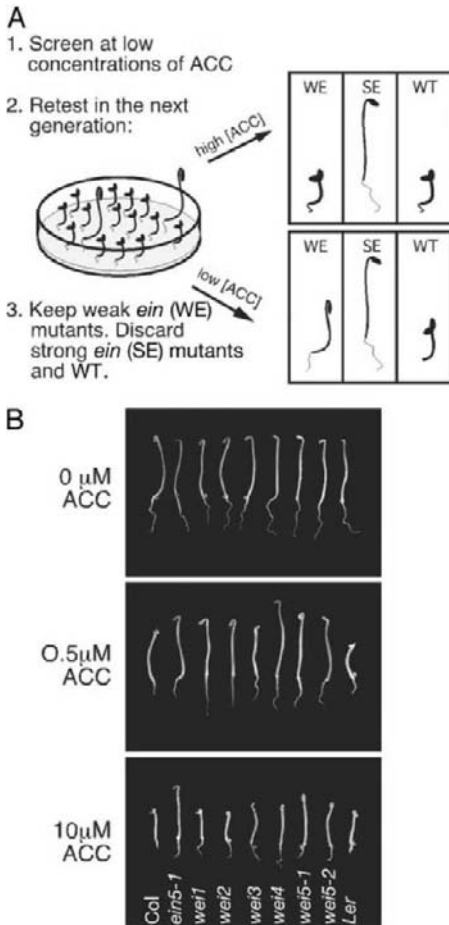 A
1. Screen at low
concentrations of ACC
2. Retest in the next
generation:
high [ACC]
WE SE WT
low [ACC]
WE SE WT
3. Keep weak ein (WE)
mutants. Discard
strong ein (SE) mutants
and WT.
B
0 µM
ACC
O.5µM
ACC
10µM
ACC
Col ein5-1 wei1 wei2 wei3 wei4 wei5-1 wei5-2 Ler